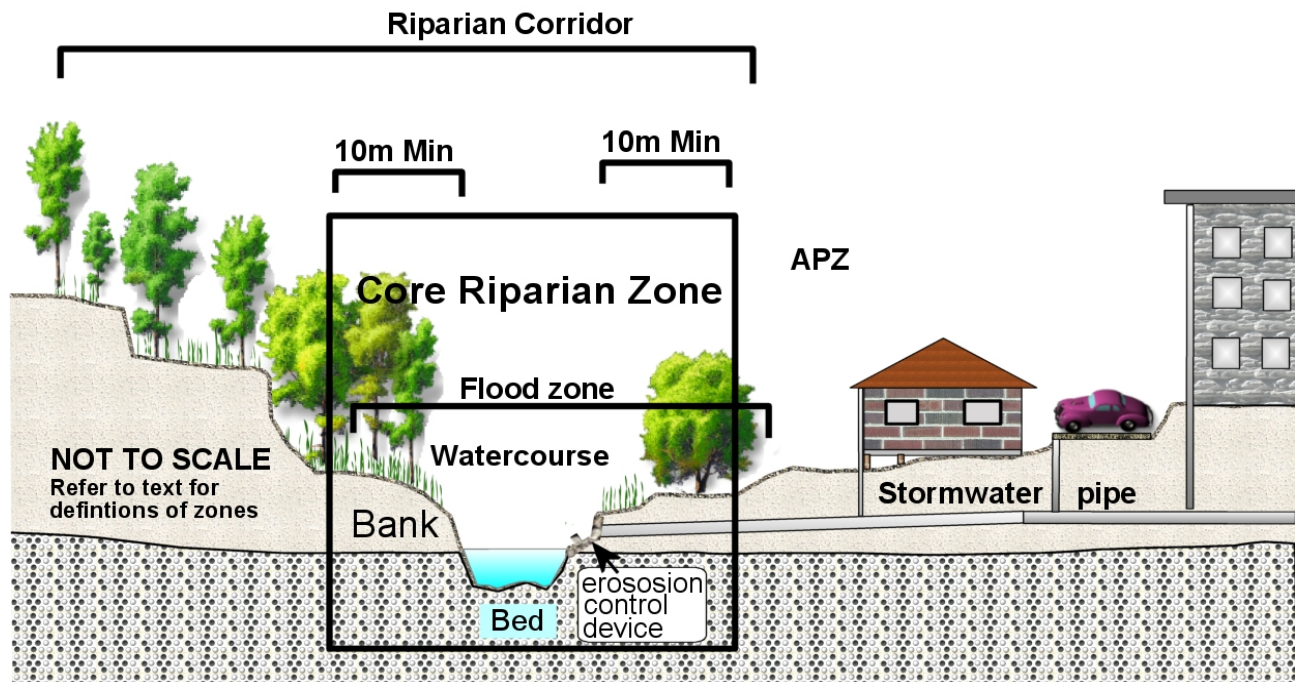 Riparian Corridor
10m Min
10m Min
APZ
Core Riparian Zone
Flood zone
Watercourse
NOT TO SCALE
Refer to text for
defintions of zones
Bank
Stormwater pipe
erososion
control
device
Bed